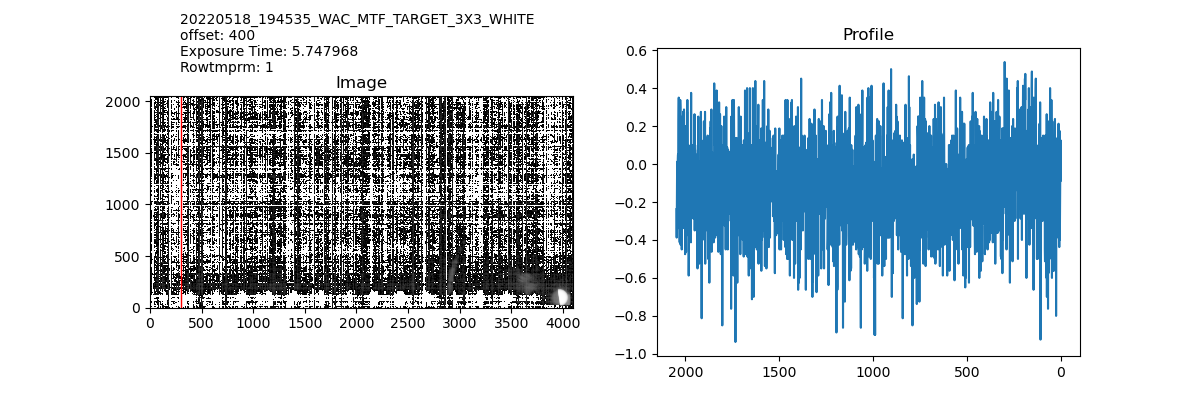 20220518_194535_WAC_MTF_TARGET_3X3_WHITE
offset: 400
Exposure Time: 5.747968
Rowtmprm: 1
Image
2000
1500
1000
500
0
0 500 1000 1500 2000 2500 3000 3500 4000
Profile
0.6
0.4
0.2
0.0
−0.2
−0.4
−0.6
−0.8
−1.0
2000 1500 1000 500 0